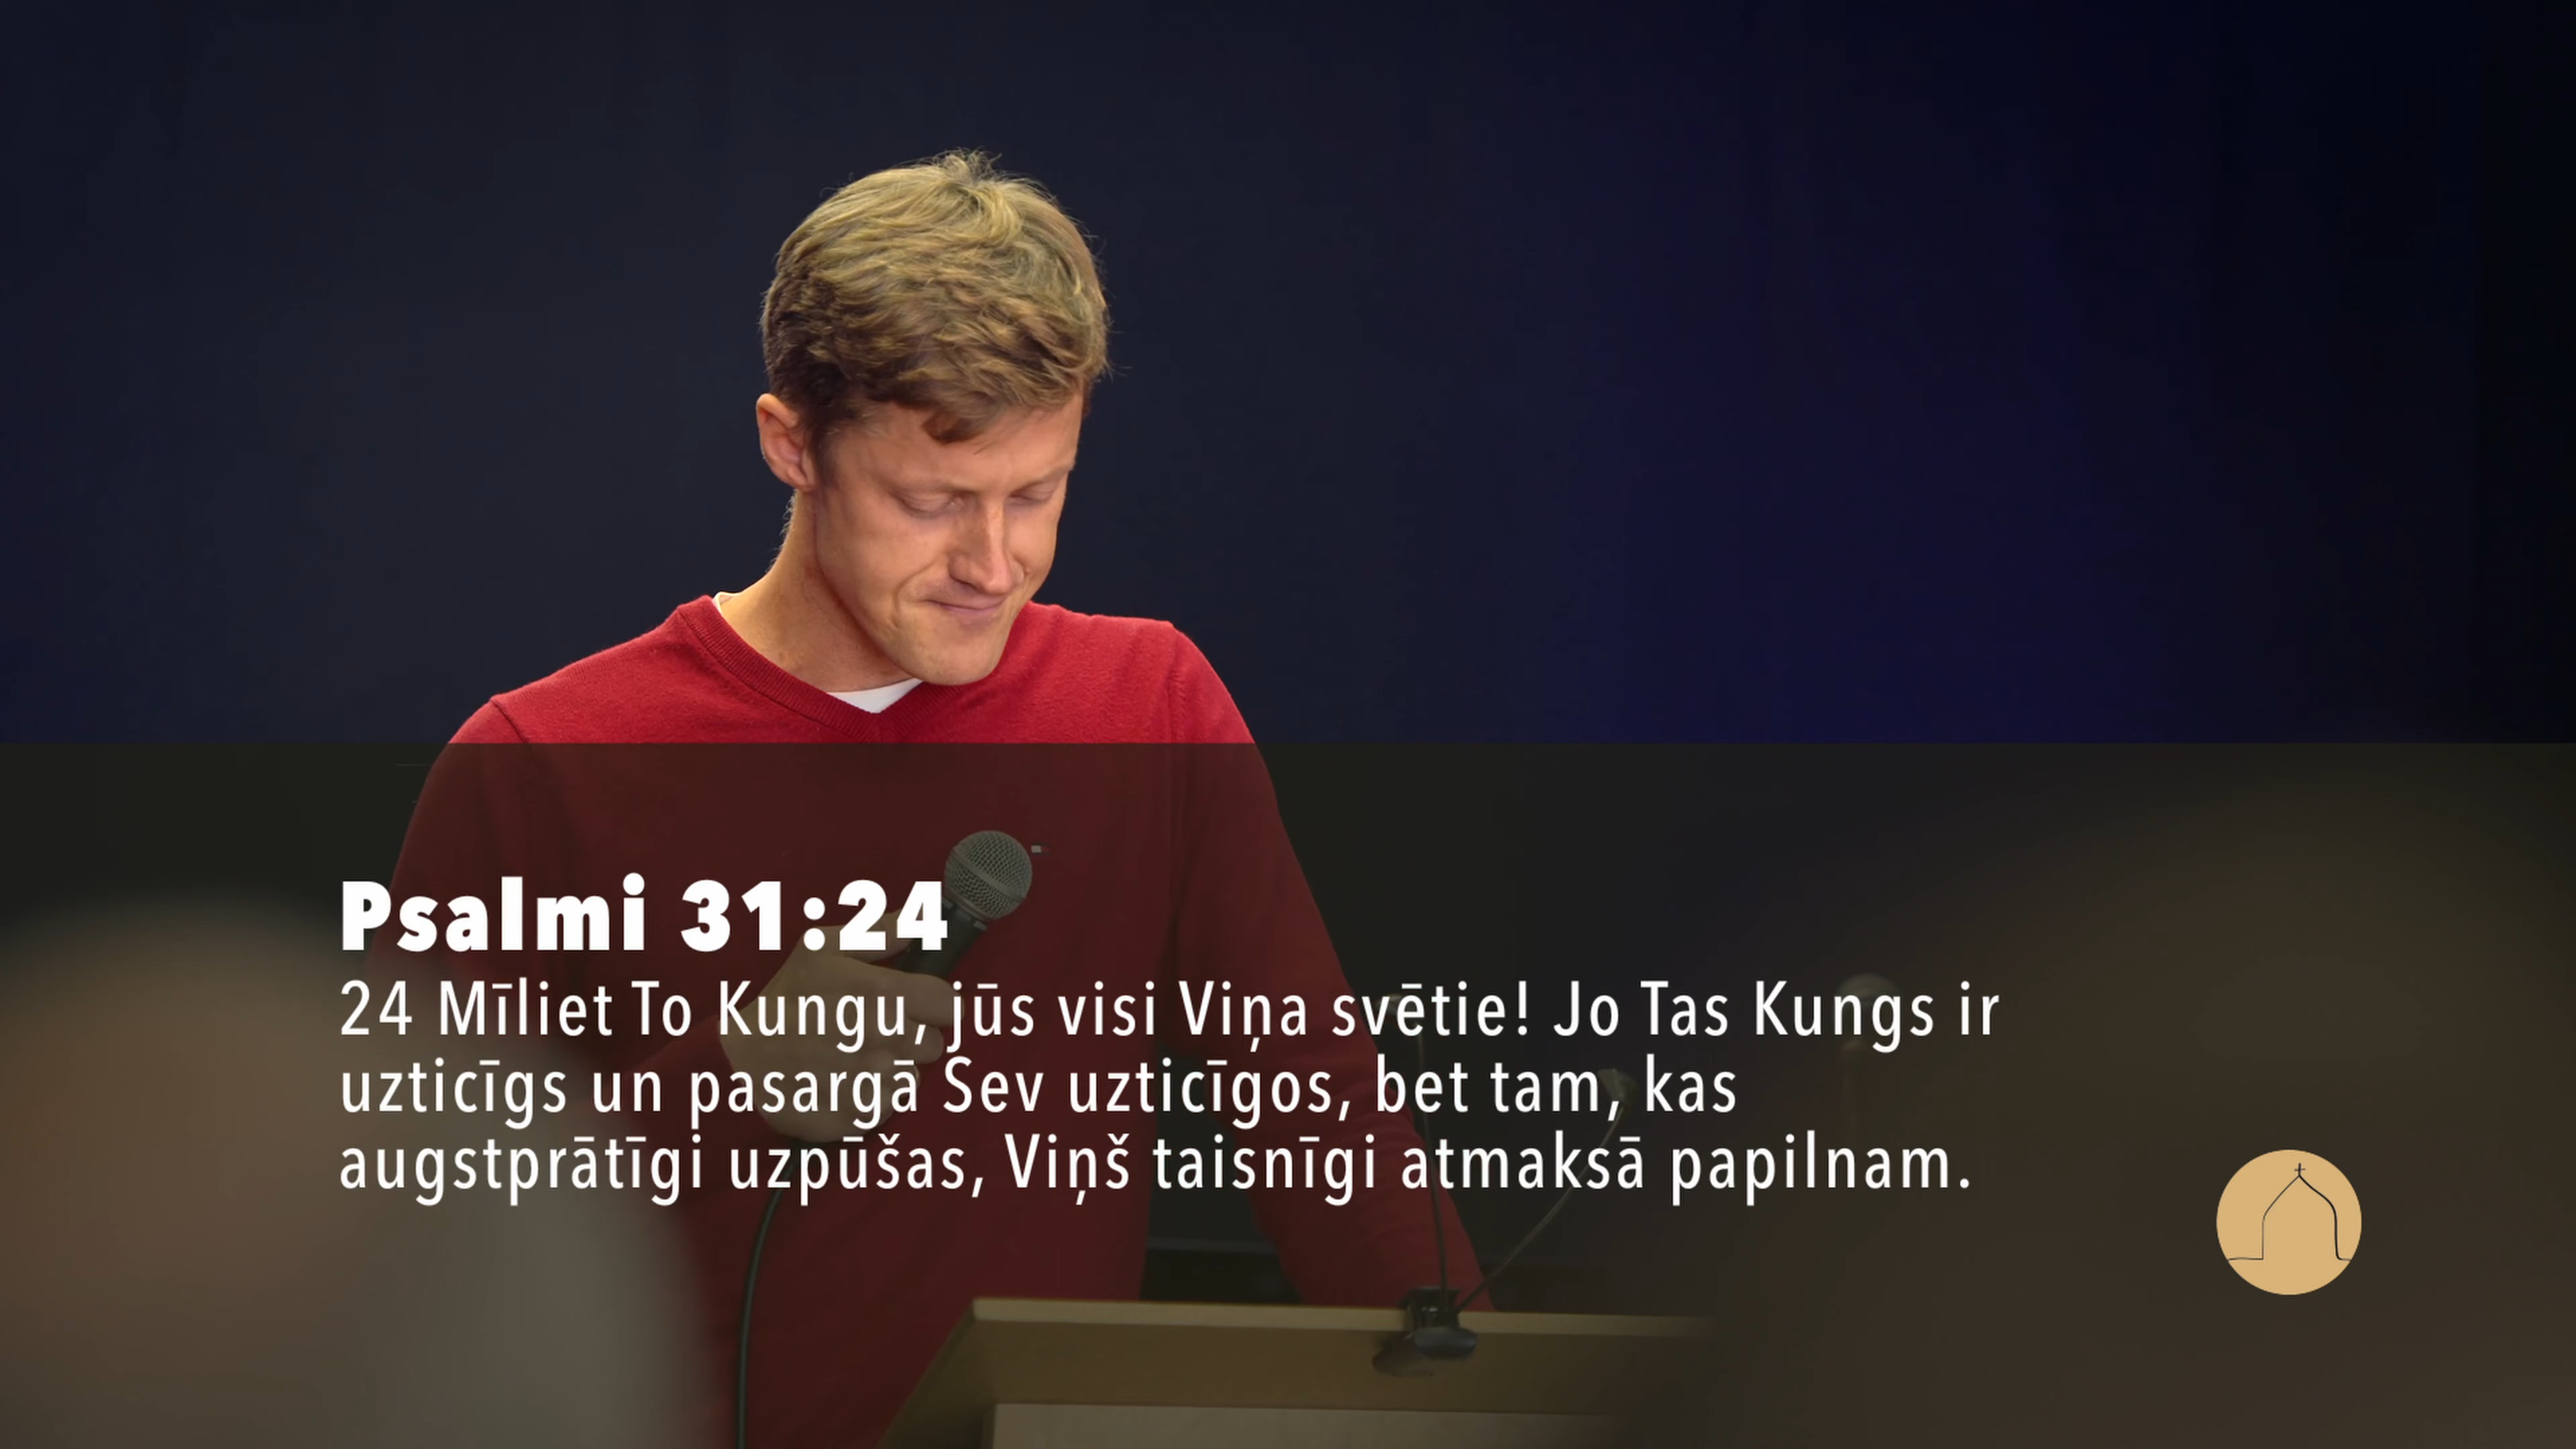 Psalmi 31:24
24 Mīliet To Kungu, jūs visi Viņa svētie! Jo Tas Kungs ir
uzticīgs un pasargā Sev uzticīgos, bet tam, kas
augstprātīgi uzpūšas, Viņš taisnīgi atmaksā papilnam.